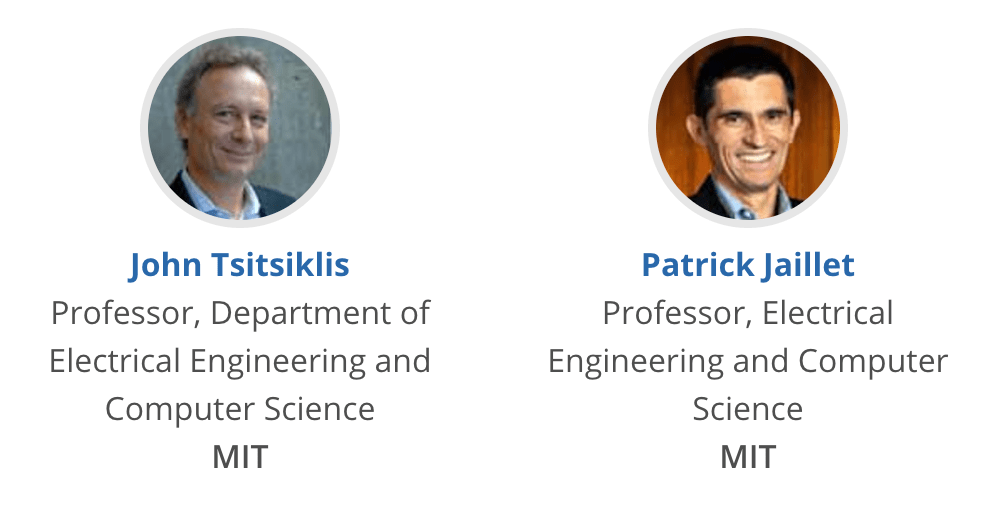 John Tsitsiklis
Professor, Department of
Electrical Engineering and
Computer Science
MIT
Patrick Jaillet
Professor, Electrical
Engineering and Computer
Science
MIT